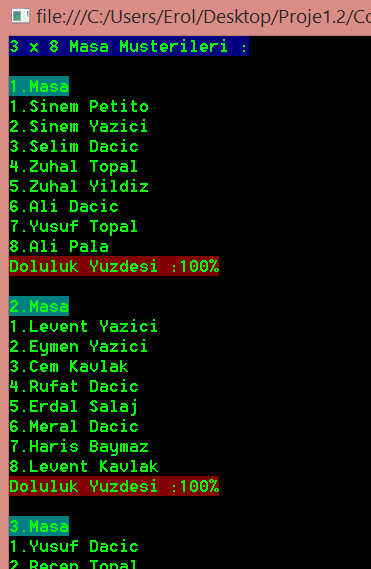 file:///C:/Users/Erol/Desktop/Proje1.2/Co
3 x 8 Masa Musterileri :
1.Masa
1.Sinem Petito
2.Sinem Yazici
3.Selim Dacic
4.Zuhal Topal
5.Zuhal Yildiz
6.Ali Dacic
7.Yusuf Topal
8.Ali Pala
Doluluk Yuzdesi :100%
2.Masa
1.Levent Yazici
2.Eymen Yazici
3.Cem Kavlak
4.Rufat Dacic
5.Erdal Salaj
6.Meral Dacic
7.Haris Baymaz
8.Levent Kavlak
Doluluk Yuzdesi :100%
3.Masa
1.Yusuf Dacic
2.Recep Topal